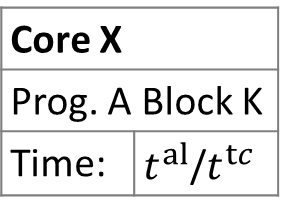 Core X
Prog. A Block K
Time: t^al/t^tc